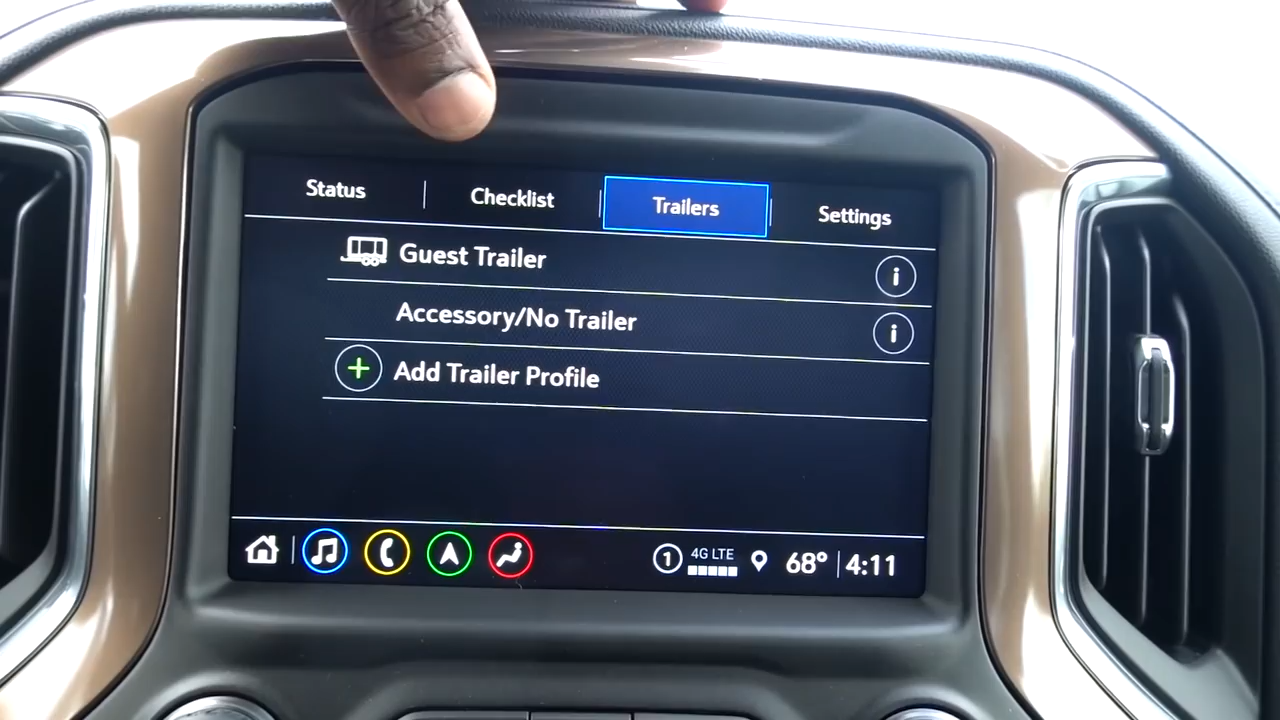 Status Checklist Trailers Settings
Guest Trailer i
Accessory/No Trailer i
+ Add Trailer Profile
1 4G LTE 68° 4:11